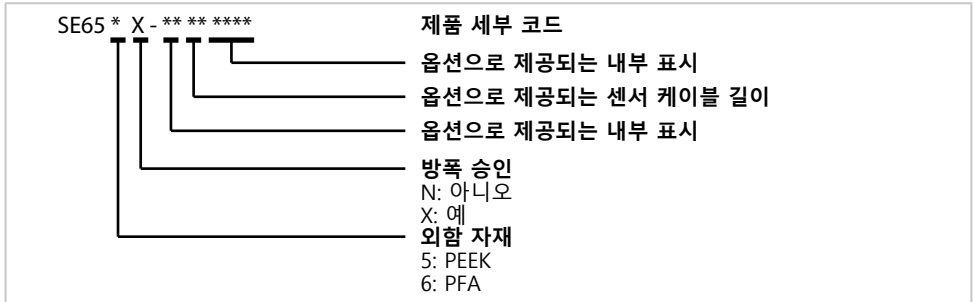 SE65 * X - ** ** **** 제품 세부 코드
옵션으로 제공되는 내부 표시
옵션으로 제공되는 센서 케이블 길이
옵션으로 제공되는 내부 표시
방폭 승인
N: 아니오
X: 예
외함 자재
5: PEEK
6: PFA